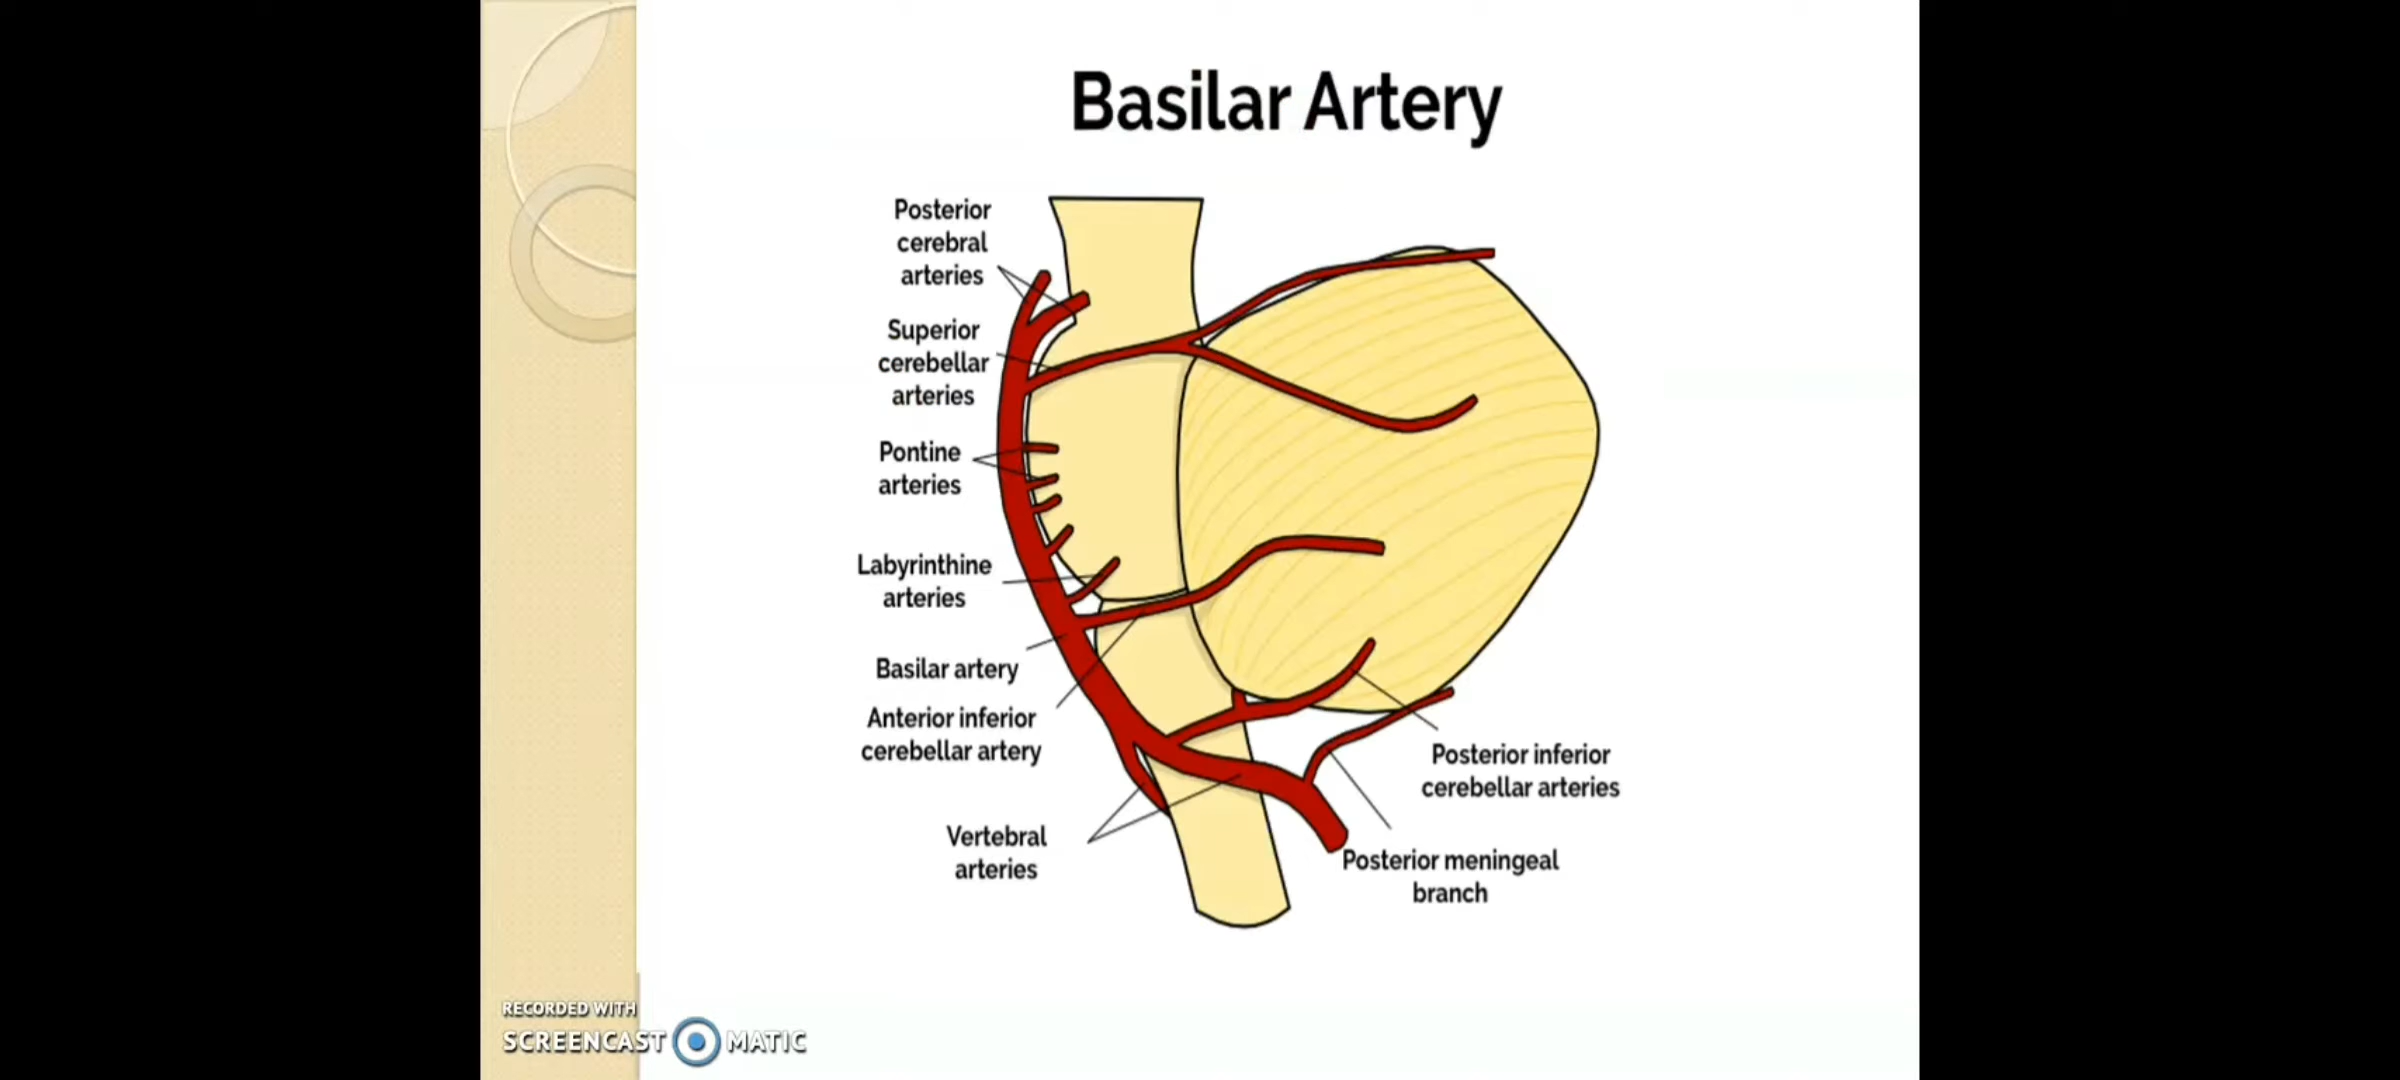 Basilar Artery
Posterior
cerebral
arteries
Superior
cerebellar
arteries
Pontine
arteries
Labyrinthine
arteries
Basilar artery
Anterior inferior
cerebellar artery
Vertebral
arteries
Posterior inferior
cerebellar arteries
Posterior meningeal
branch
RECORDED WITH
SCREENCAST MATIC